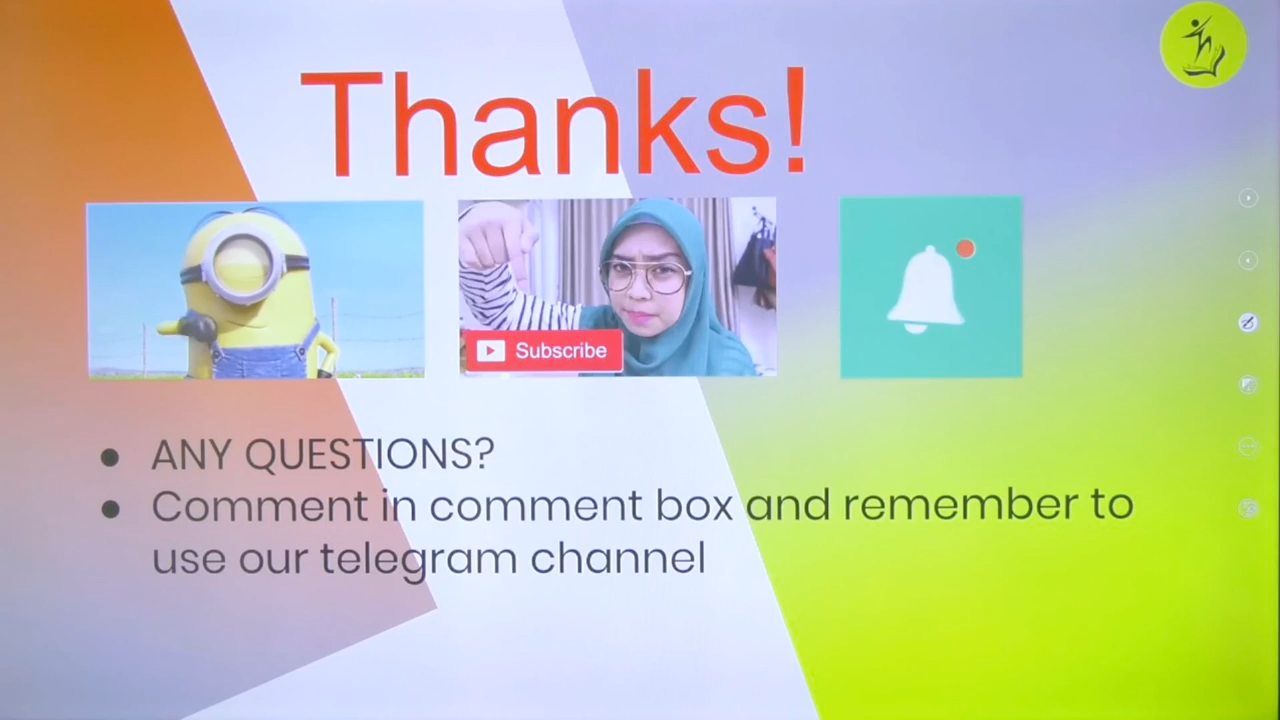 Thanks!
Subscribe
● ANY QUESTIONS?
● Comment in comment box and remember to
use our telegram channel